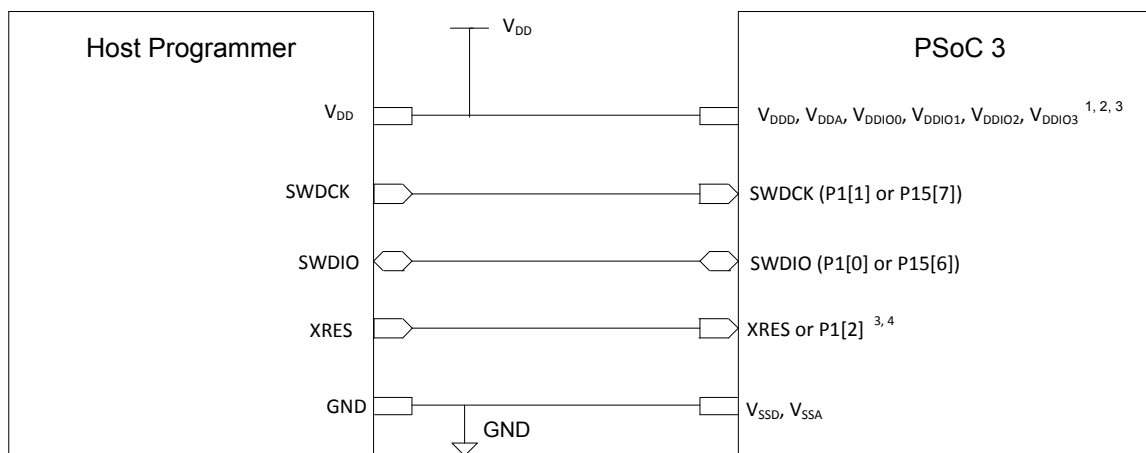 V_DD
Host Programmer
PSoC 3
V_DD
V_DDD, V_DDA, V_DDIO0, V_DDIO1, V_DDIO2, V_DDIO3 1, 2, 3
SWDCK
SWDCK (P1[1] or P15[7])
SWDIO
SWDIO (P1[0] or P15[6])
XRES
XRES or P1[2] 3, 4
GND
V_SSD, V_SSA
GND